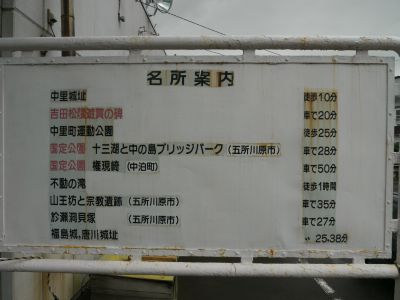 名所案内
中里城址 徒歩10分
吉田松陰遊賞の碑 車で20分
中里町運動公園 徒歩25分
国定公園 十三湖と中の島ブリッジパーク(五所川原市) 車で28分
国定公園 権現崎(中泊町) 車で50分
不動の滝 徒歩1時間
山王坊と宗教遺跡(五所川原市) 車で35分
於瀬洞貝塚(五所川原市) 車で27分
福島城,唐川城址 〃 25.38分